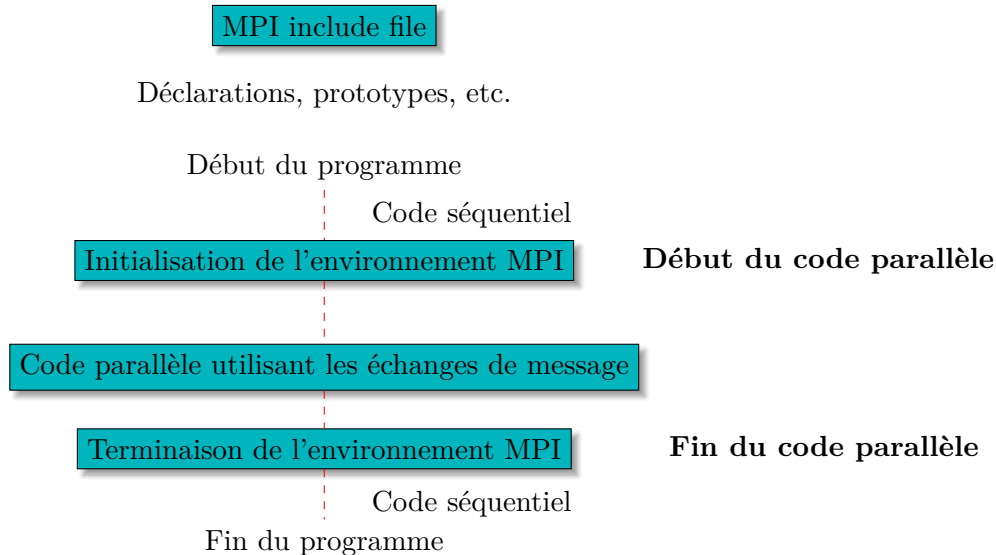 MPI include file
Déclarations, prototypes, etc.
Début du programme
Code séquentiel
Initialisation de l'environnement MPI
Début du code parallèle
Code parallèle utilisant les échanges de message
Terminaison de l'environnement MPI
Fin du code parallèle
Code séquentiel
Fin du programme